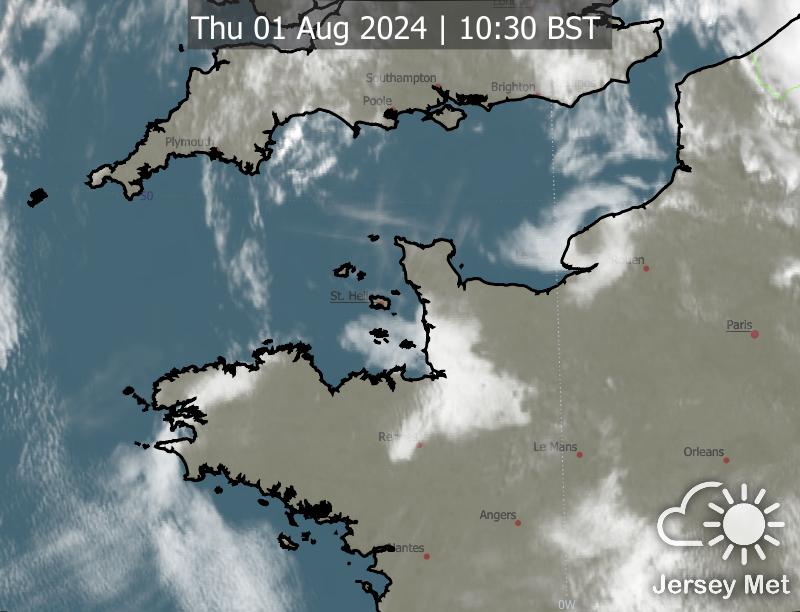 Thu 01 Aug 2024 | 10:30 BST
Southampton
Brighton
Poole
Plymouth
50
St. Heli
Rouen
Paris
Le Mans
Orleans
Angers
Nantes
Jersey Met
0W